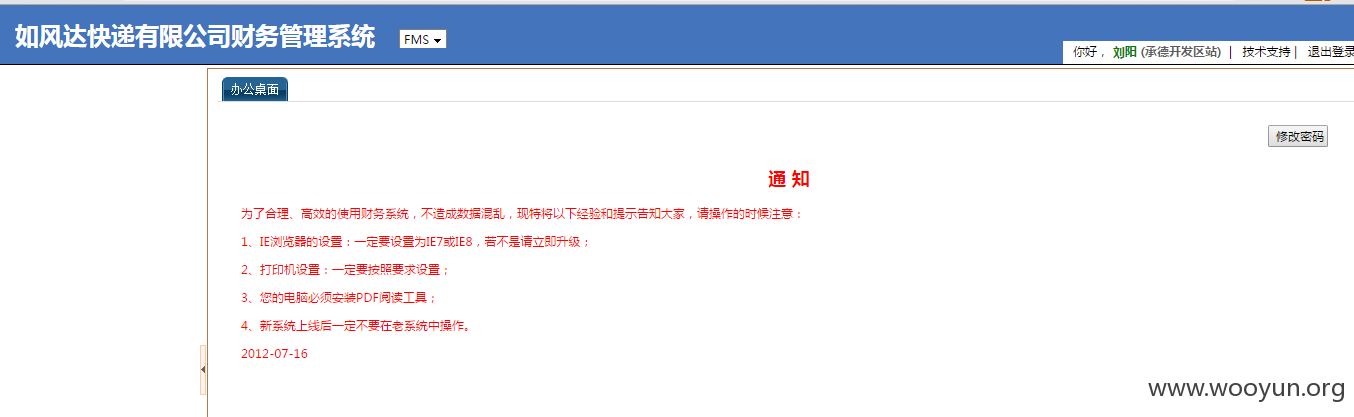 如风达快递有限公司财务管理系统 FMS
你好， 刘阳 (承德开发区站) | 技术支持 | 退出登录
办公桌面
修改密码
通 知
为了合理、高效的使用财务系统，不造成数据混乱，现特将以下经验和提示告知大家，请操作的时候注意：
1、IE浏览器的设置：一定要设置为IE7或IE8，若不是请立即升级；
2、打印机设置：一定要按照要求设置；
3、您的电脑必须安装PDF阅读工具；
4、新系统上线后一定不要在老系统中操作。
2012-07-16
www.wooyun.org